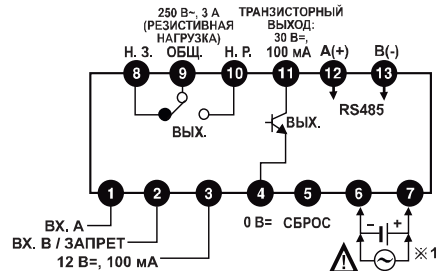 250 В~, 3 А
(РЕЗИСТИВНАЯ
НАГРУЗКА)
ТРАНЗИСТОРНЫЙ
ВЫХОД:
30 В=,
100 мА
Н. З. ОБЩ. Н. Р.
А(+) В(-)
8 9 10 11 12 13
RS485
ВЫХ.
ВЫХ.
1 2 3 4 5 6 7
ВХ. А
ВХ. В / ЗАПРЕТ
12 В=, 100 мА
0 В= СБРОС
− +
※1